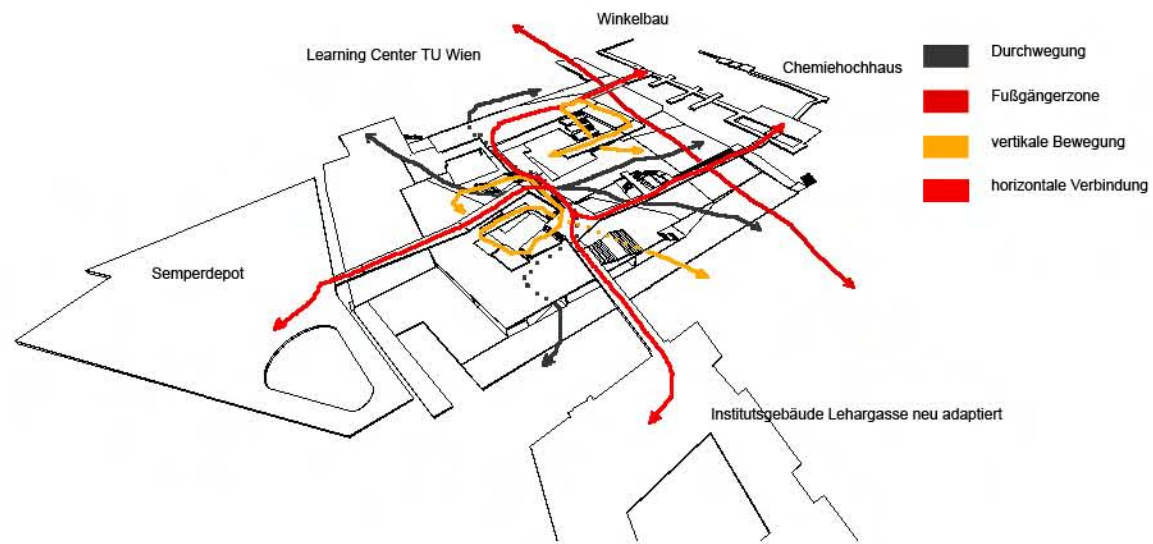 Winkelbau
Learning Center TU Wien
Chemiehochhaus
Semperdepot
Institutsgebäude Lehargasse neu adaptiert
Durchwegung
Fußgängerzone
vertikale Bewegung
horizontale Verbindung